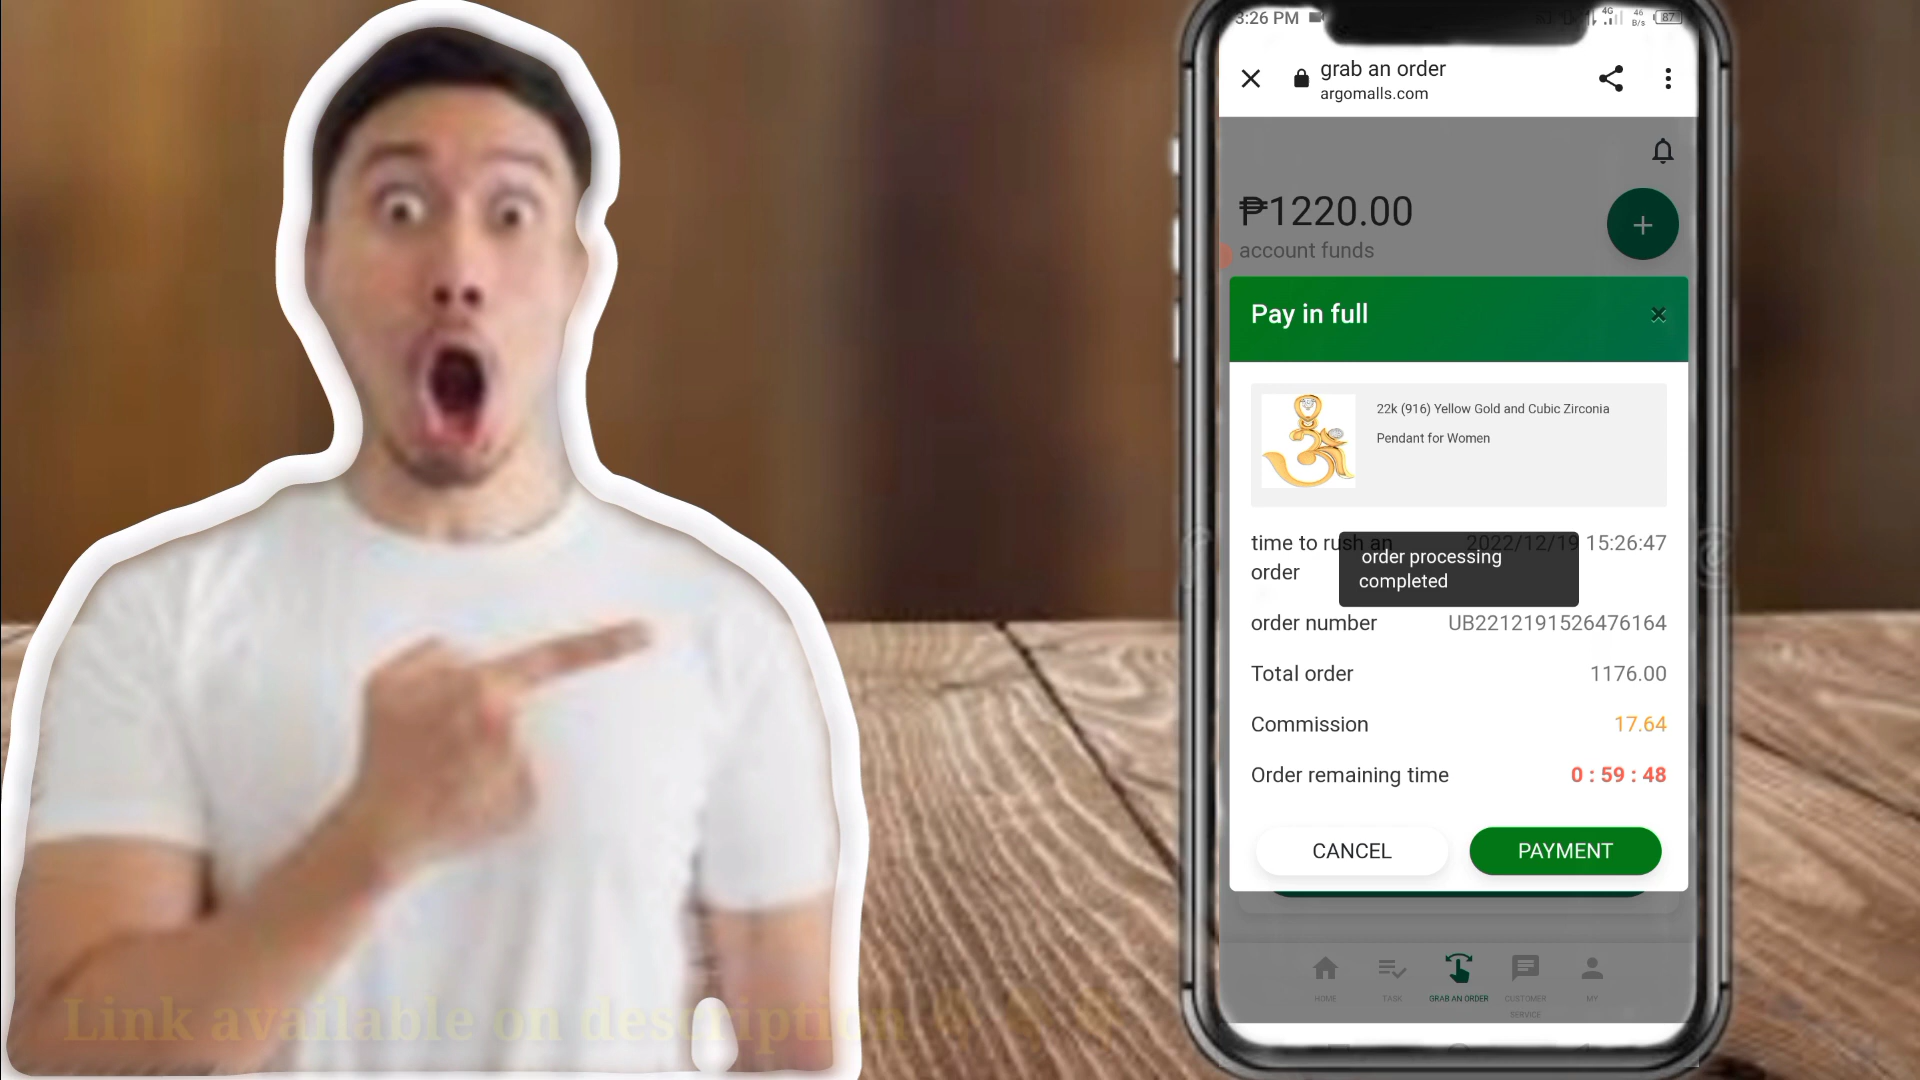 3:26 PM
4G
46
B/s
87
grab an order
argomalls.com
₱1220.00
account funds
Pay in full
22k (916) Yellow Gold and Cubic Zirconia
Pendant for Women
time to rush an
order
2022/12/19 15:26:47
order processing
completed
order number UB2212191526476164
Total order 1176.00
Commission 17.64
Order remaining time 0 : 59 : 48
CANCEL PAYMENT
HOME TASK GRAB AN ORDER CUSTOMER
SERVICE MY
Link available on description